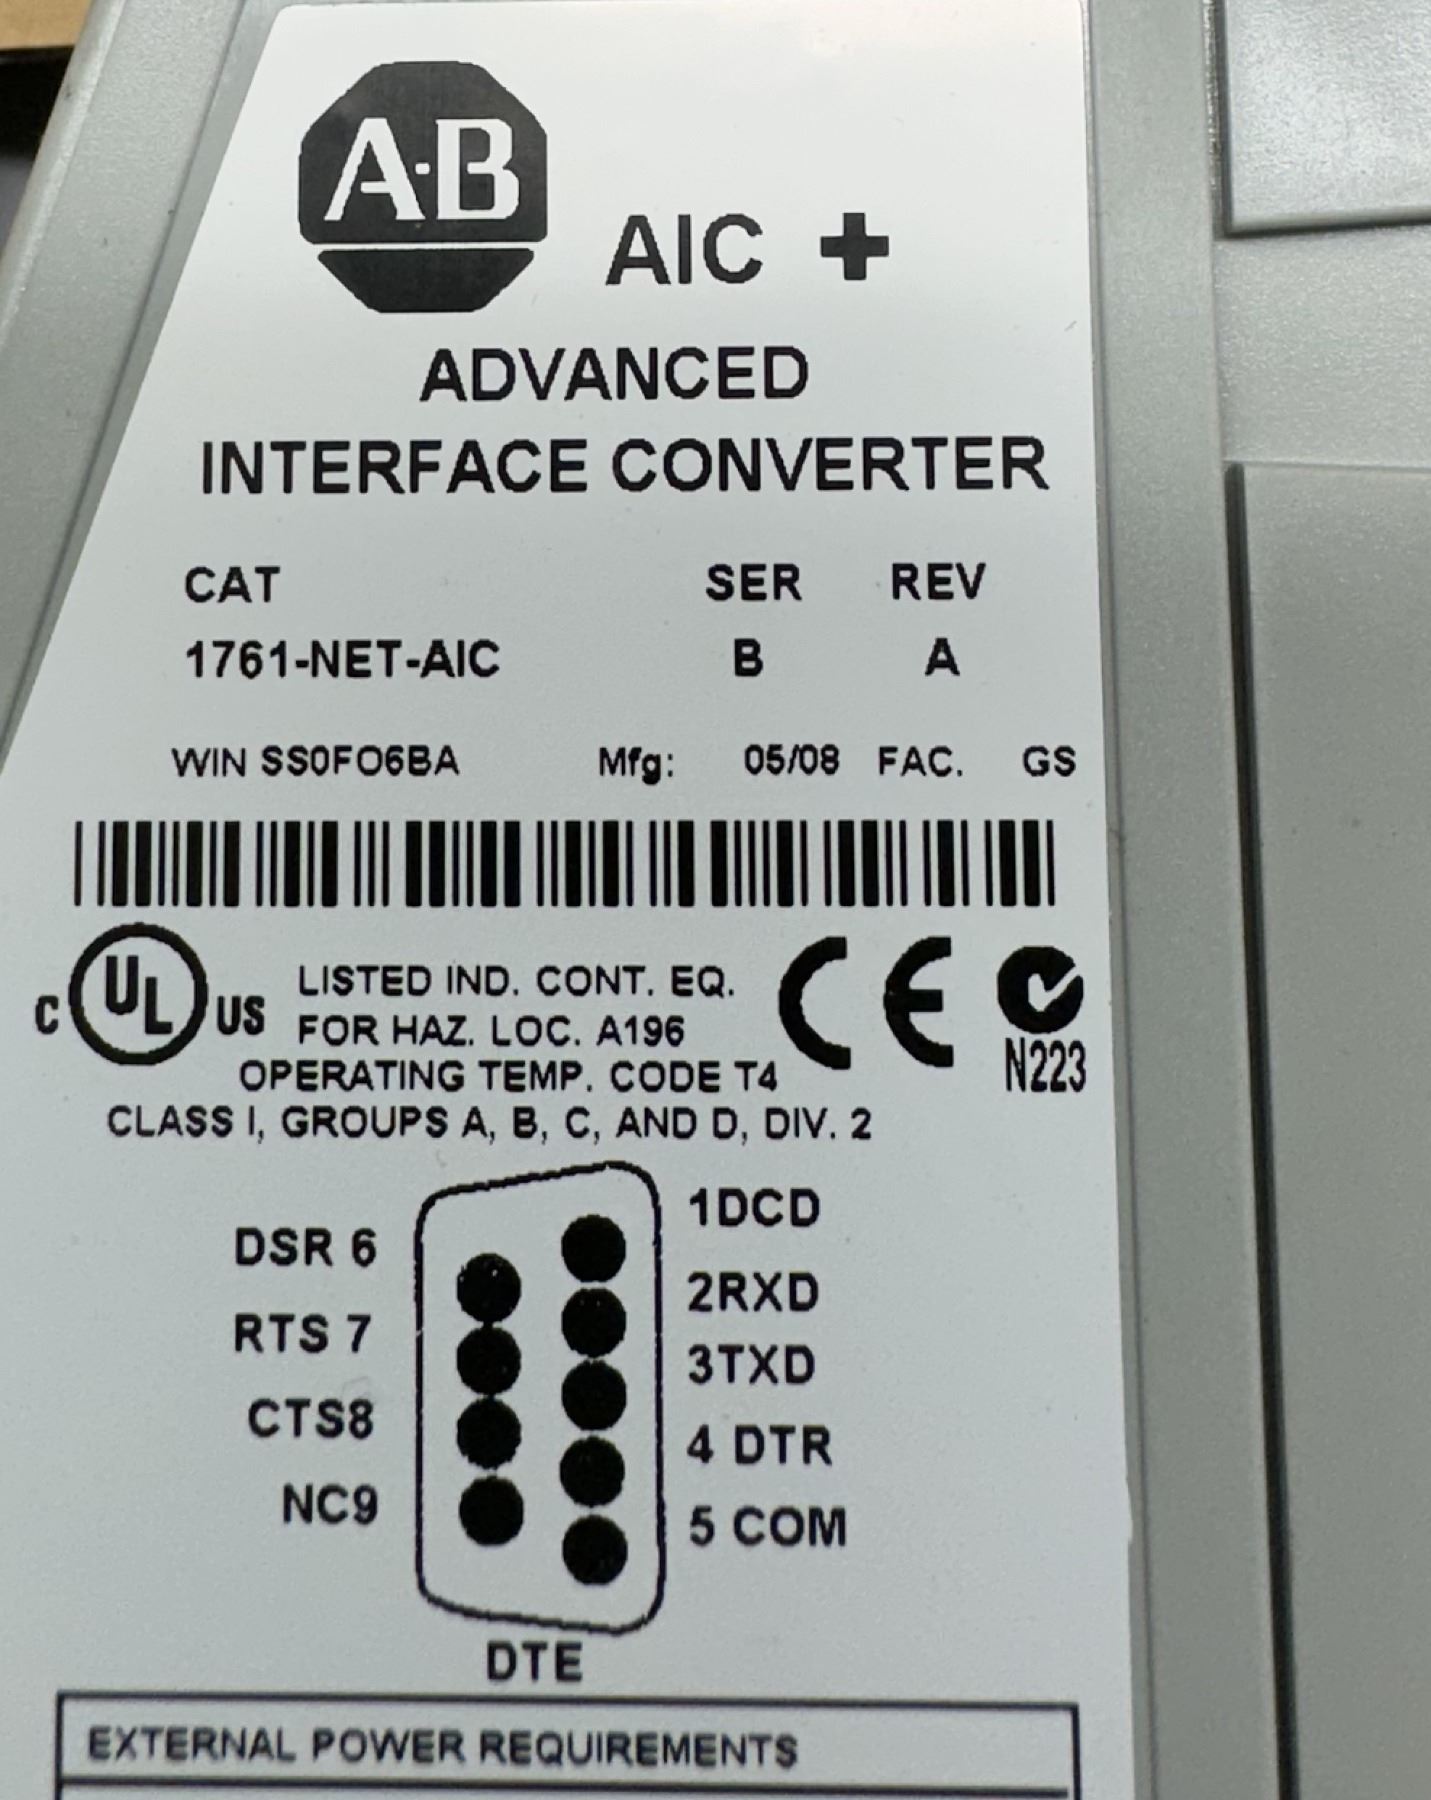 A·B
AIC +
ADVANCED
INTERFACE CONVERTER
CAT SER REV
1761-NET-AIC B A
WIN SS0FO6BA Mfg: 05/08 FAC. GS
C UL US LISTED IND. CONT. EQ.
FOR HAZ. LOC. A196
CE
N223
OPERATING TEMP. CODE T4
CLASS I, GROUPS A, B, C, AND D, DIV. 2
1DCD
DSR 6
2RXD
RTS 7
3TXD
CTS8
4 DTR
NC9
5 COM
DTE
EXTERNAL POWER REQUIREMENTS